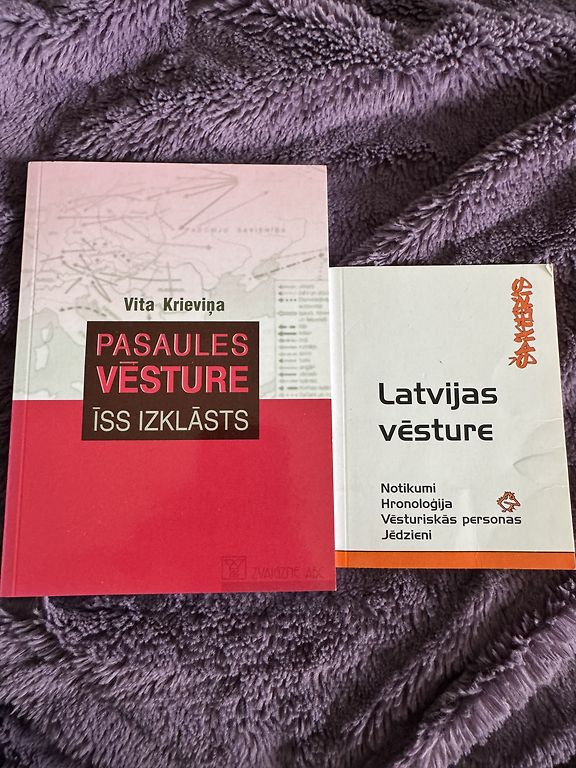 Vita Krieviņa
PASAULES
VĒSTURE
ĪSS IZKLĀSTS
ZVAIGZNE ABC
Latvijas
vēsture
Notikumi
Hronoloģija
Vēsturiskās personas
Jēdzieni